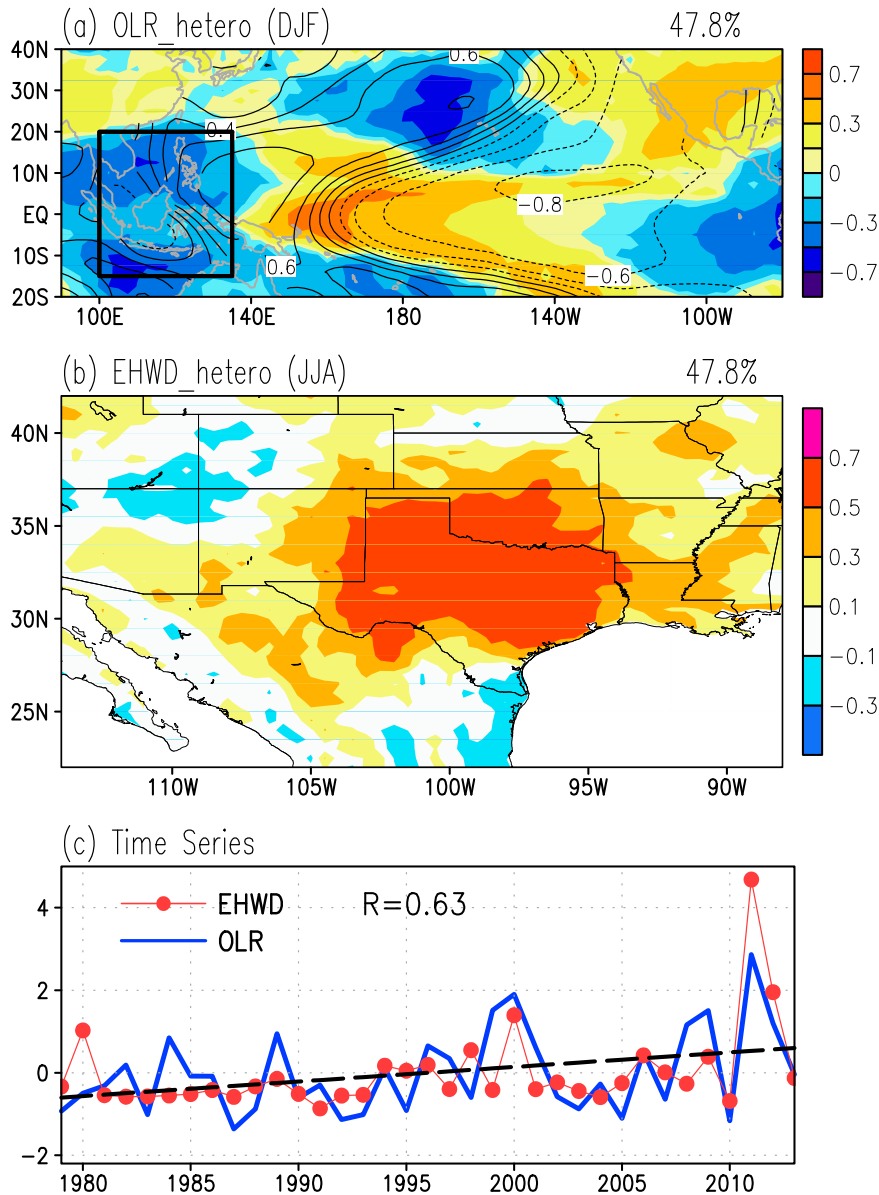 (a) OLR_hetero (DJF) 47.8%
40N
30N
20N
10N
EQ
10S
20S
0.6
0.4
−0.8
0.6
−0.6
100E 140E 180 140W 100W
0.7
0.3
0
−0.3
−0.7
(b) EHWD_hetero (JJA) 47.8%
40N
35N
30N
25N
110W 105W 100W 95W 90W
0.7
0.5
0.3
0.1
−0.1
−0.3
(c) Time Series
EHWD R=0.63
OLR
4
2
0
−2
1980 1985 1990 1995 2000 2005 2010